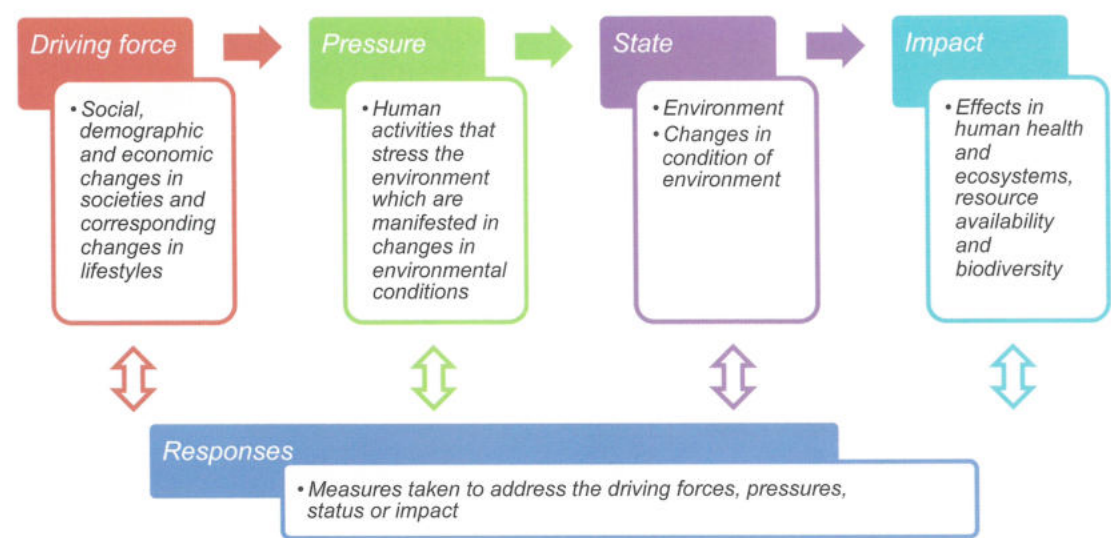 Driving force
• Social,
demographic
and economic
changes in
societies and
corresponding
changes in
lifestyles
Pressure
• Human
activities that
stress the
environment
which are
manifested in
changes in
environmental
conditions
State
• Environment
• Changes in
condition of
environment
Impact
• Effects in
human health
and
ecosystems,
resource
availability
and
biodiversity
Responses
• Measures taken to address the driving forces, pressures,
status or impact